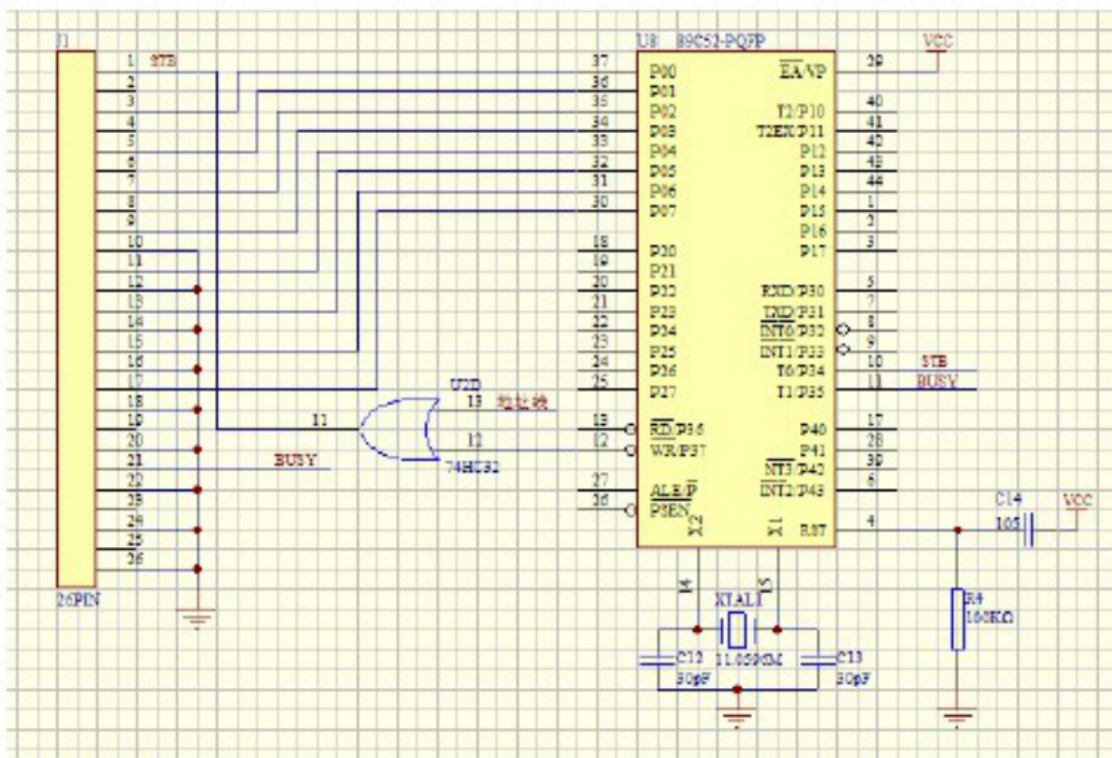 J1
1 STB
2
3
4
5
6
7
8
9
10
11
12
13
14
15
16
17
18
19
20
21 BUSY
22
23
24
25
26
26PIN
U8 89C52-PQFP
37 P00
36 P01
35 P02
34 P03
33 P04
32 P05
31 P06
30 P07
18 P20
19 P21
20 P22
21 P23
22 P24
23 P25
24 P26
25 P27
13 RD/P36
12 WR/P37
27 ALE/P
26 PSEN
EA/VP 29 VCC
T2/P10 40
T2EX/P11 41
P12 42
P13 43
P14 44
P15 1
P16 2
P17 3
RXD/P30 5
TXD/P31 7
INT0/P32 8
INT1/P33 9
T0/P34 10 STB
T1/P35 11 BUSY
P40 17
P41 28
NT3/P42 39
INT2/P43 6
RST 4
X2 14
X1 15
U2D
13 地址线
12
11
74HC32
XTAL1
11.0596M
C12
30pF
C13
30pF
C14
105
VCC
R4
100KΩ